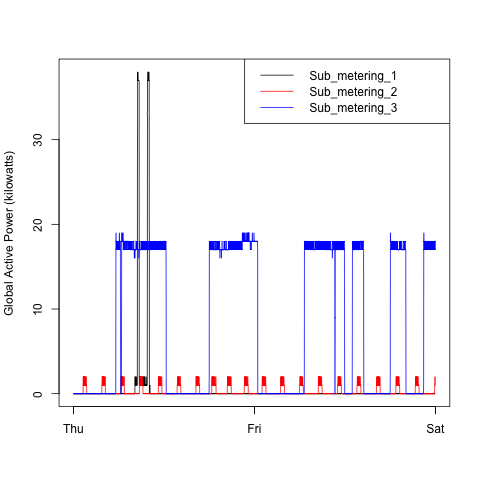 Sub_metering_1
Sub_metering_2
Sub_metering_3
Global Active Power (kilowatts)
30
20
10
0
Thu Fri Sat